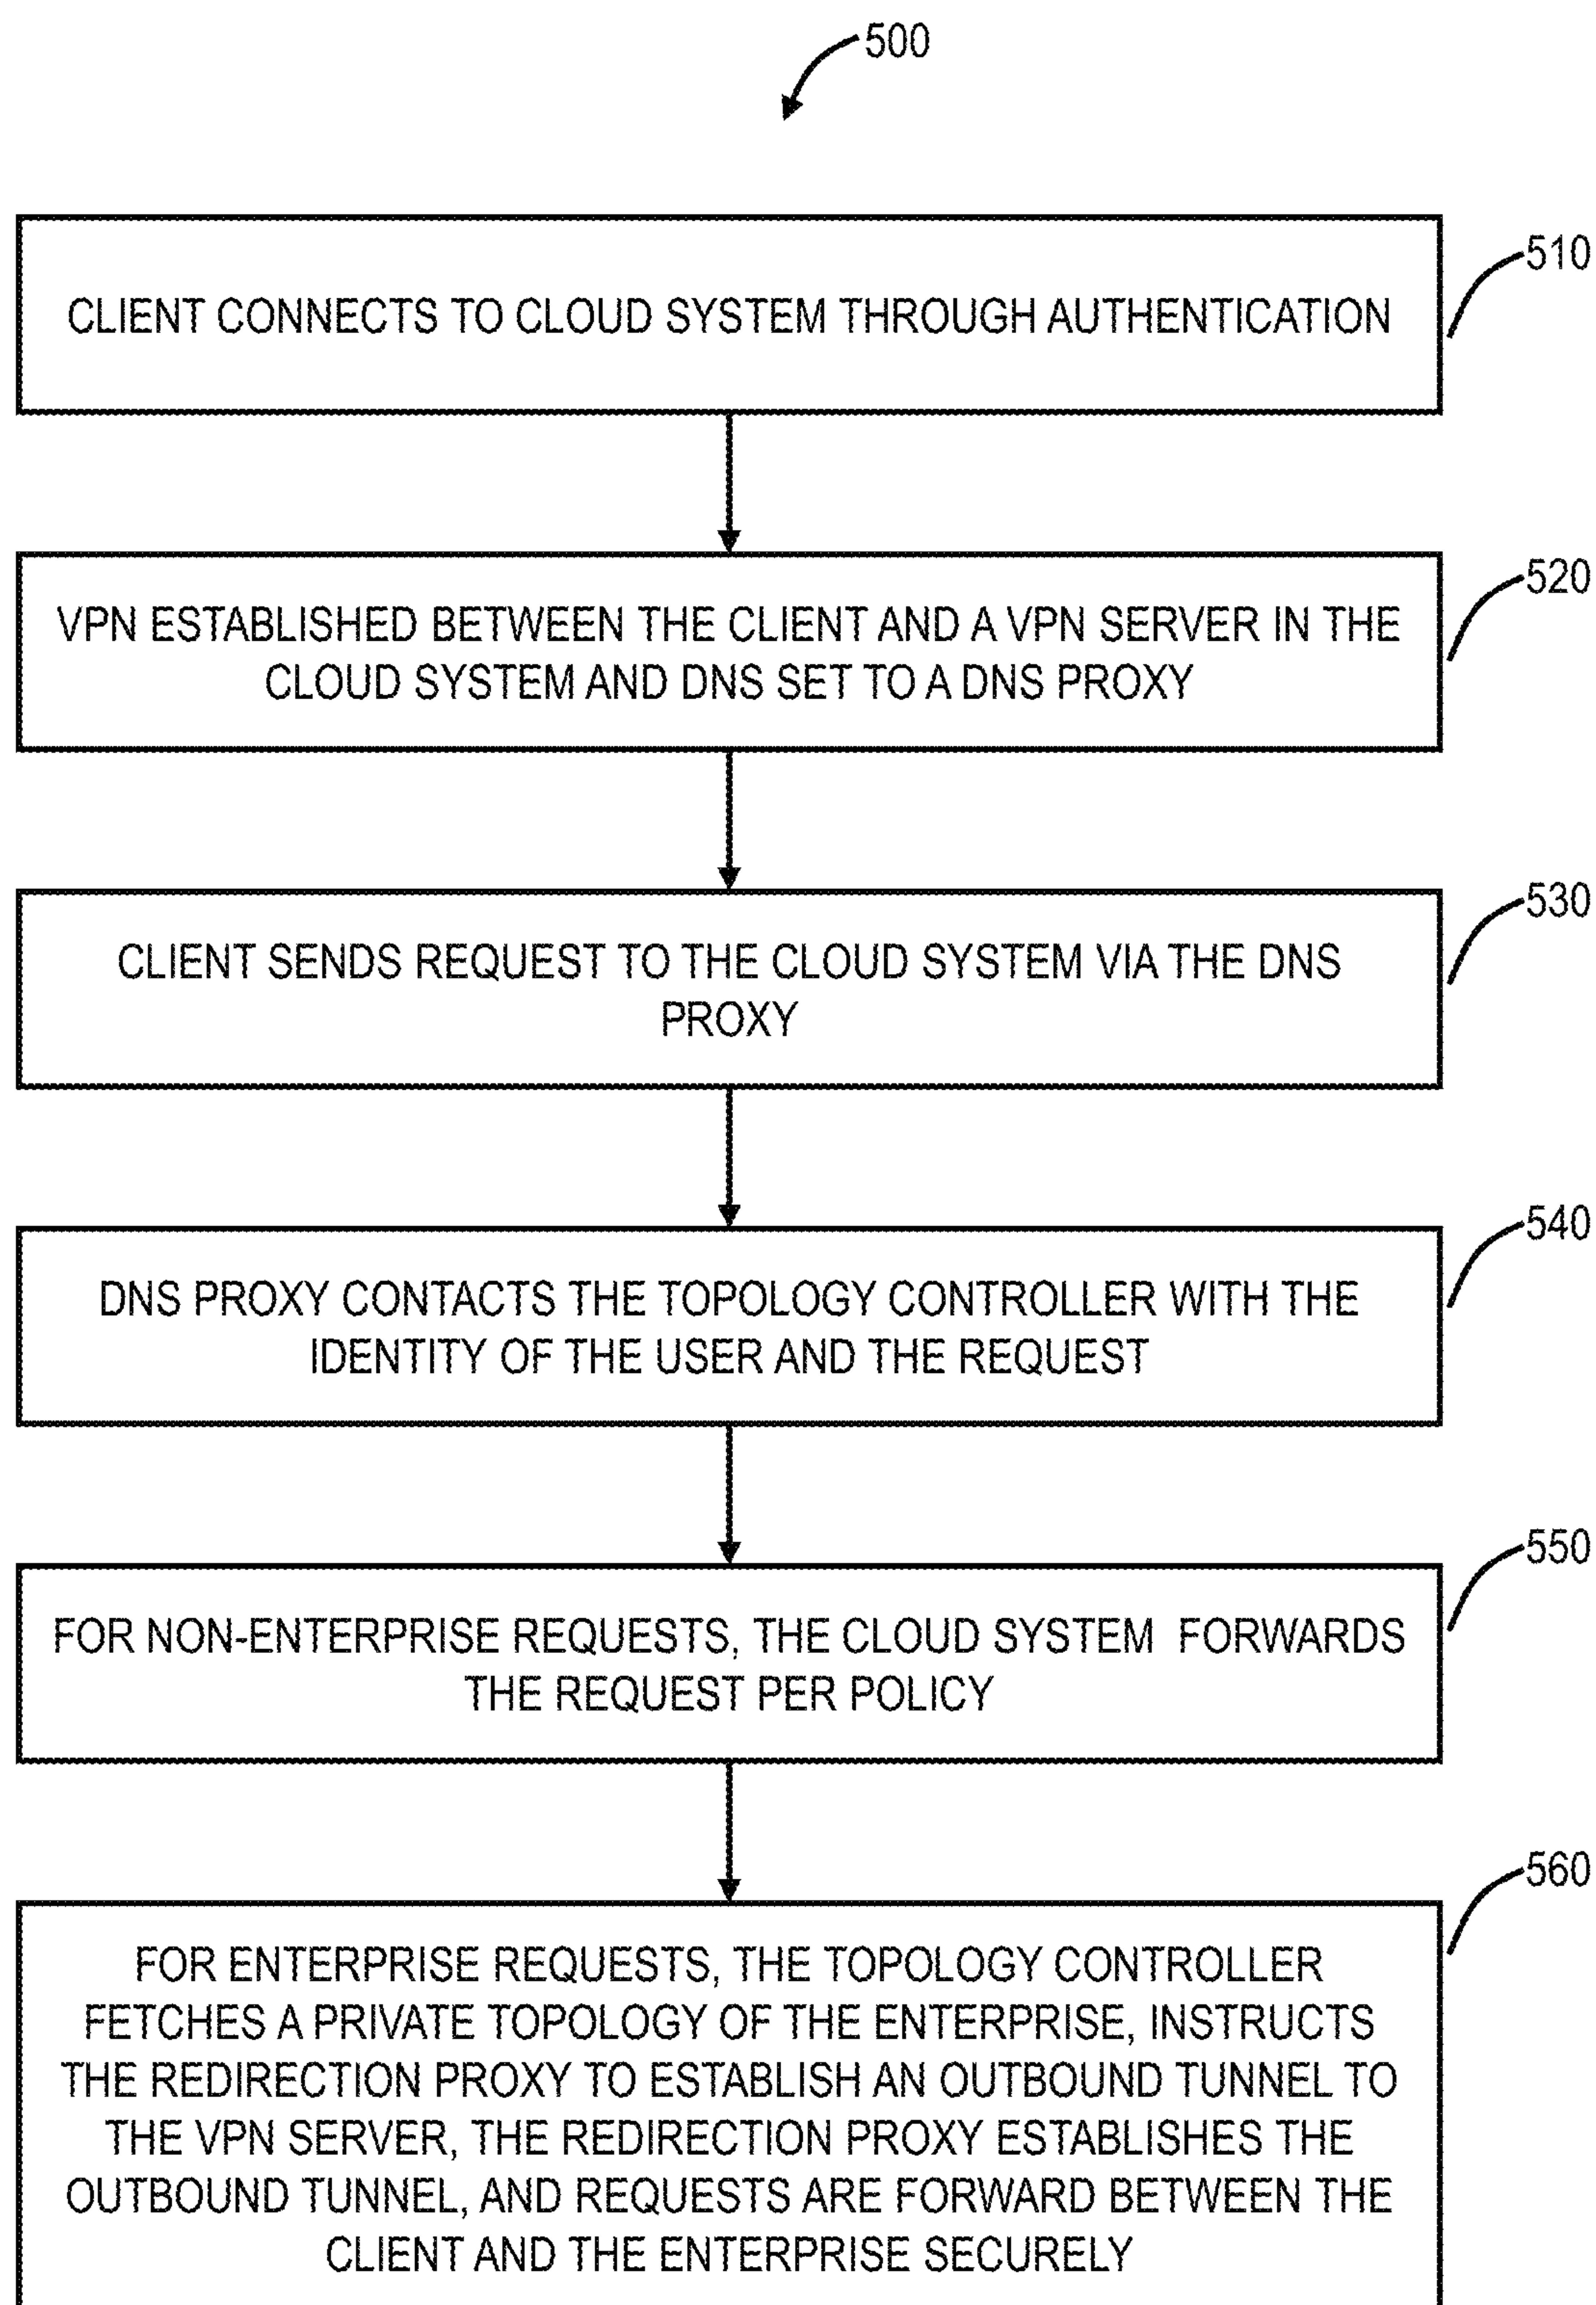 500
510
CLIENT CONNECTS TO CLOUD SYSTEM THROUGH AUTHENTICATION
520
VPN ESTABLISHED BETWEEN THE CLIENT AND A VPN SERVER IN THE
CLOUD SYSTEM AND DNS SET TO A DNS PROXY
530
CLIENT SENDS REQUEST TO THE CLOUD SYSTEM VIA THE DNS
PROXY
540
DNS PROXY CONTACTS THE TOPOLOGY CONTROLLER WITH THE
IDENTITY OF THE USER AND THE REQUEST
550
FOR NON-ENTERPRISE REQUESTS, THE CLOUD SYSTEM FORWARDS
THE REQUEST PER POLICY
560
FOR ENTERPRISE REQUESTS, THE TOPOLOGY CONTROLLER
FETCHES A PRIVATE TOPOLOGY OF THE ENTERPRISE, INSTRUCTS
THE REDIRECTION PROXY TO ESTABLISH AN OUTBOUND TUNNEL TO
THE VPN SERVER, THE REDIRECTION PROXY ESTABLISHES THE
OUTBOUND TUNNEL, AND REQUESTS ARE FORWARD BETWEEN THE
CLIENT AND THE ENTERPRISE SECURELY